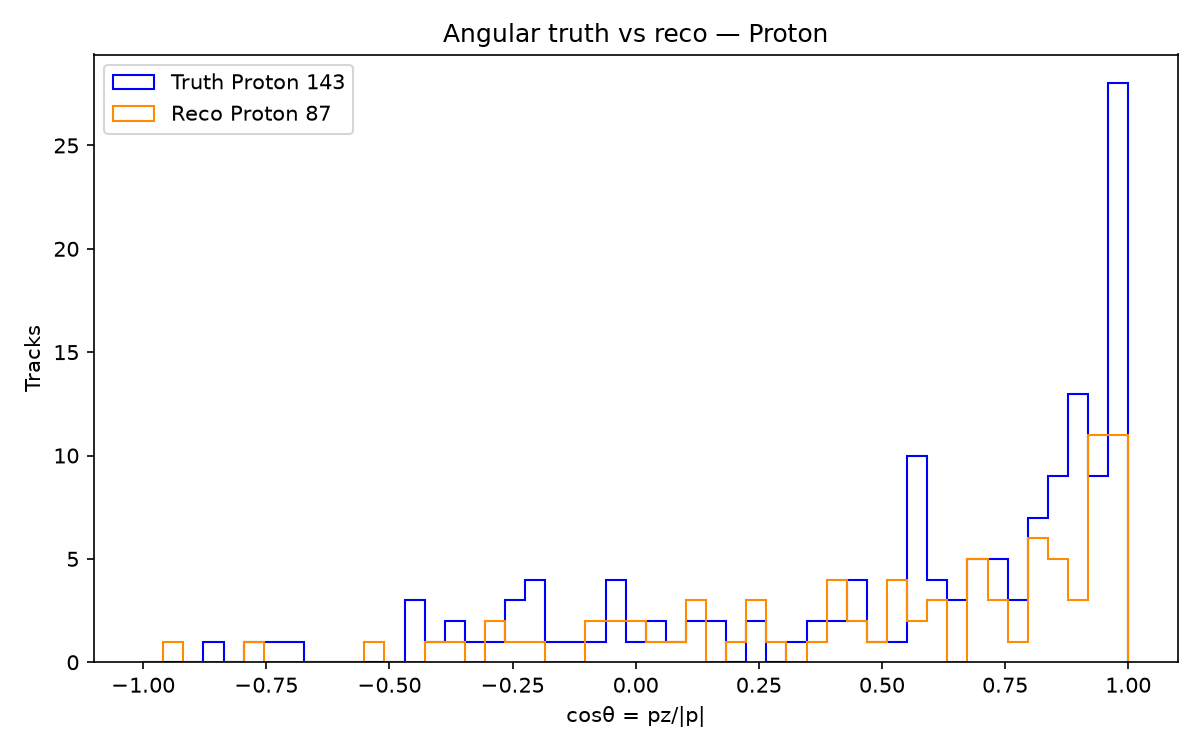 Angular truth vs reco — Proton
Truth Proton 143
Reco Proton 87
25
20
15
10
5
0
Tracks
−1.00 −0.75 −0.50 −0.25 0.00 0.25 0.50 0.75 1.00
cosθ = pz/|p|